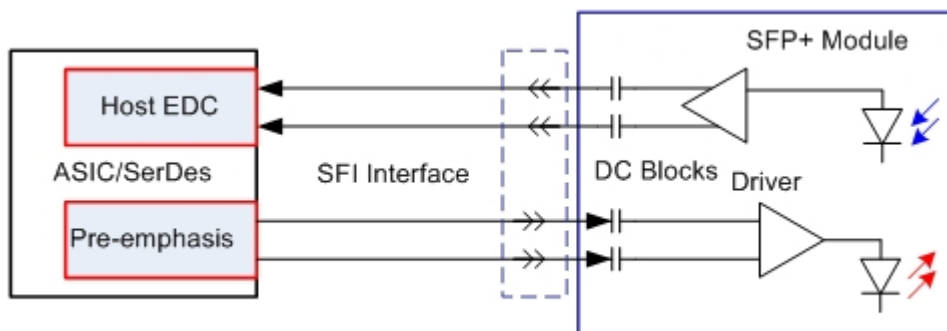 SFP+ Module
Host EDC
ASIC/SerDes
SFI Interface
DC Blocks
Driver
Pre-emphasis